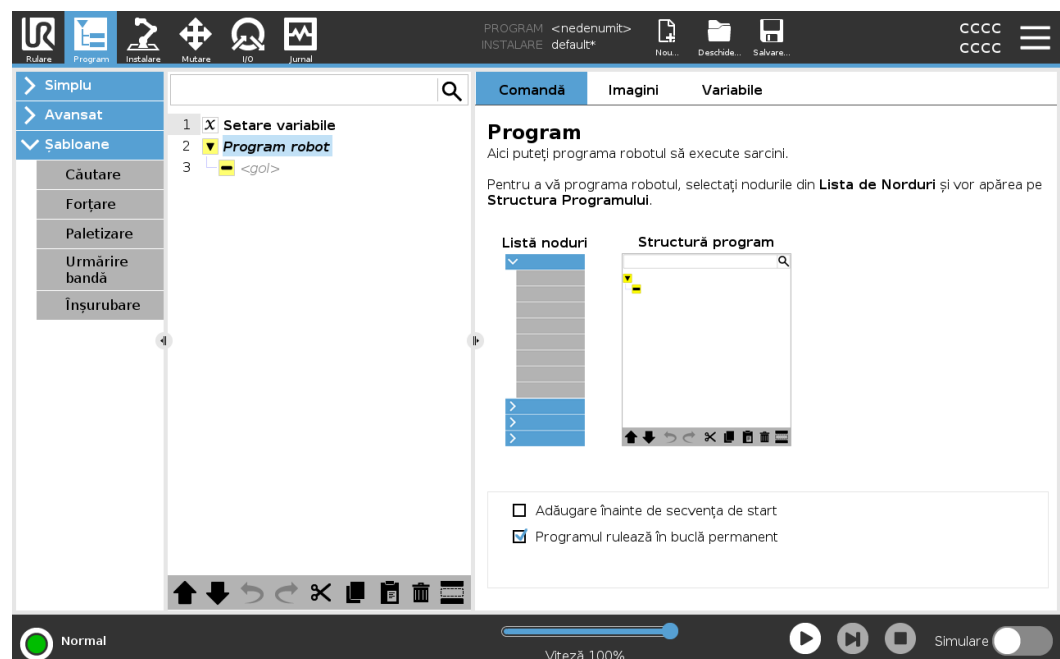 PROGRAM <nedenumit>
INSTALARE default*
Rulare
Program
Instalare
Mutare
I/O
Jurnal
Nou...
Deschide...
Salvare...
cccc
cccc
Simplu
Avansat
Șabloane
Căutare
Forțare
Paletizare
Urmărire
bandă
Înșurubare
1 X Setare variabile
2 Program robot
3 <gol>
Comandă
Imagini
Variabile
Program
Aici puteți programa robotul să execute sarcini.
Pentru a vă programa robotul, selectați nodurile din Lista de Norduri și vor apărea pe
Structura Programului.
Listă noduri
Structură program
Adăugare înainte de secvența de start
Programul rulează în buclă permanent
Normal
Viteză 100%
Simulare